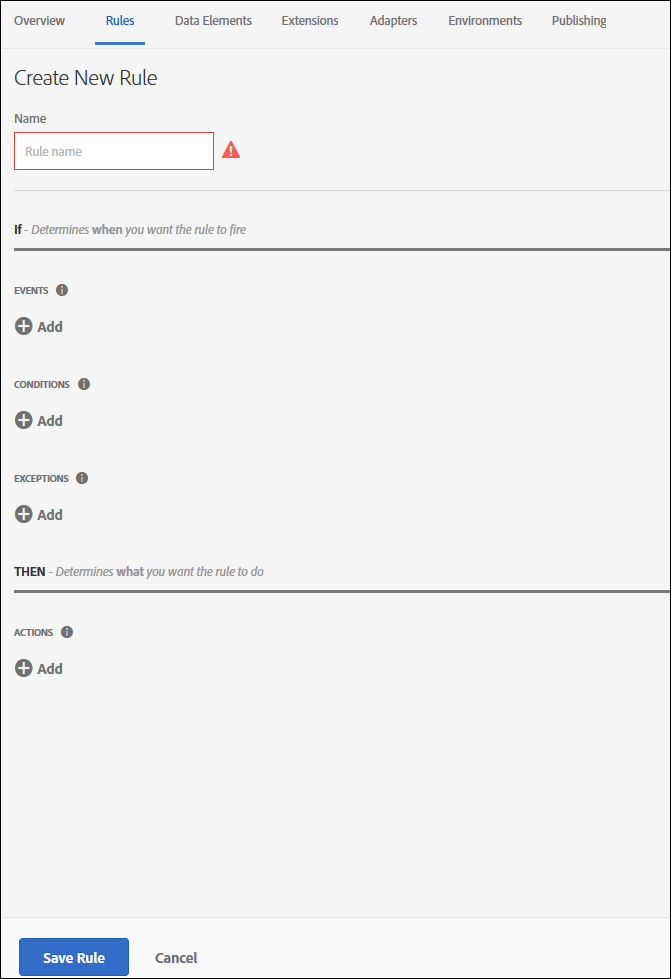 Overview Rules Data Elements Extensions Adapters Environments Publishing
Create New Rule
Name
Rule name
If - Determines when you want the rule to fire
EVENTS
Add
CONDITIONS
Add
EXCEPTIONS
Add
THEN - Determines what you want the rule to do
ACTIONS
Add
Save Rule Cancel